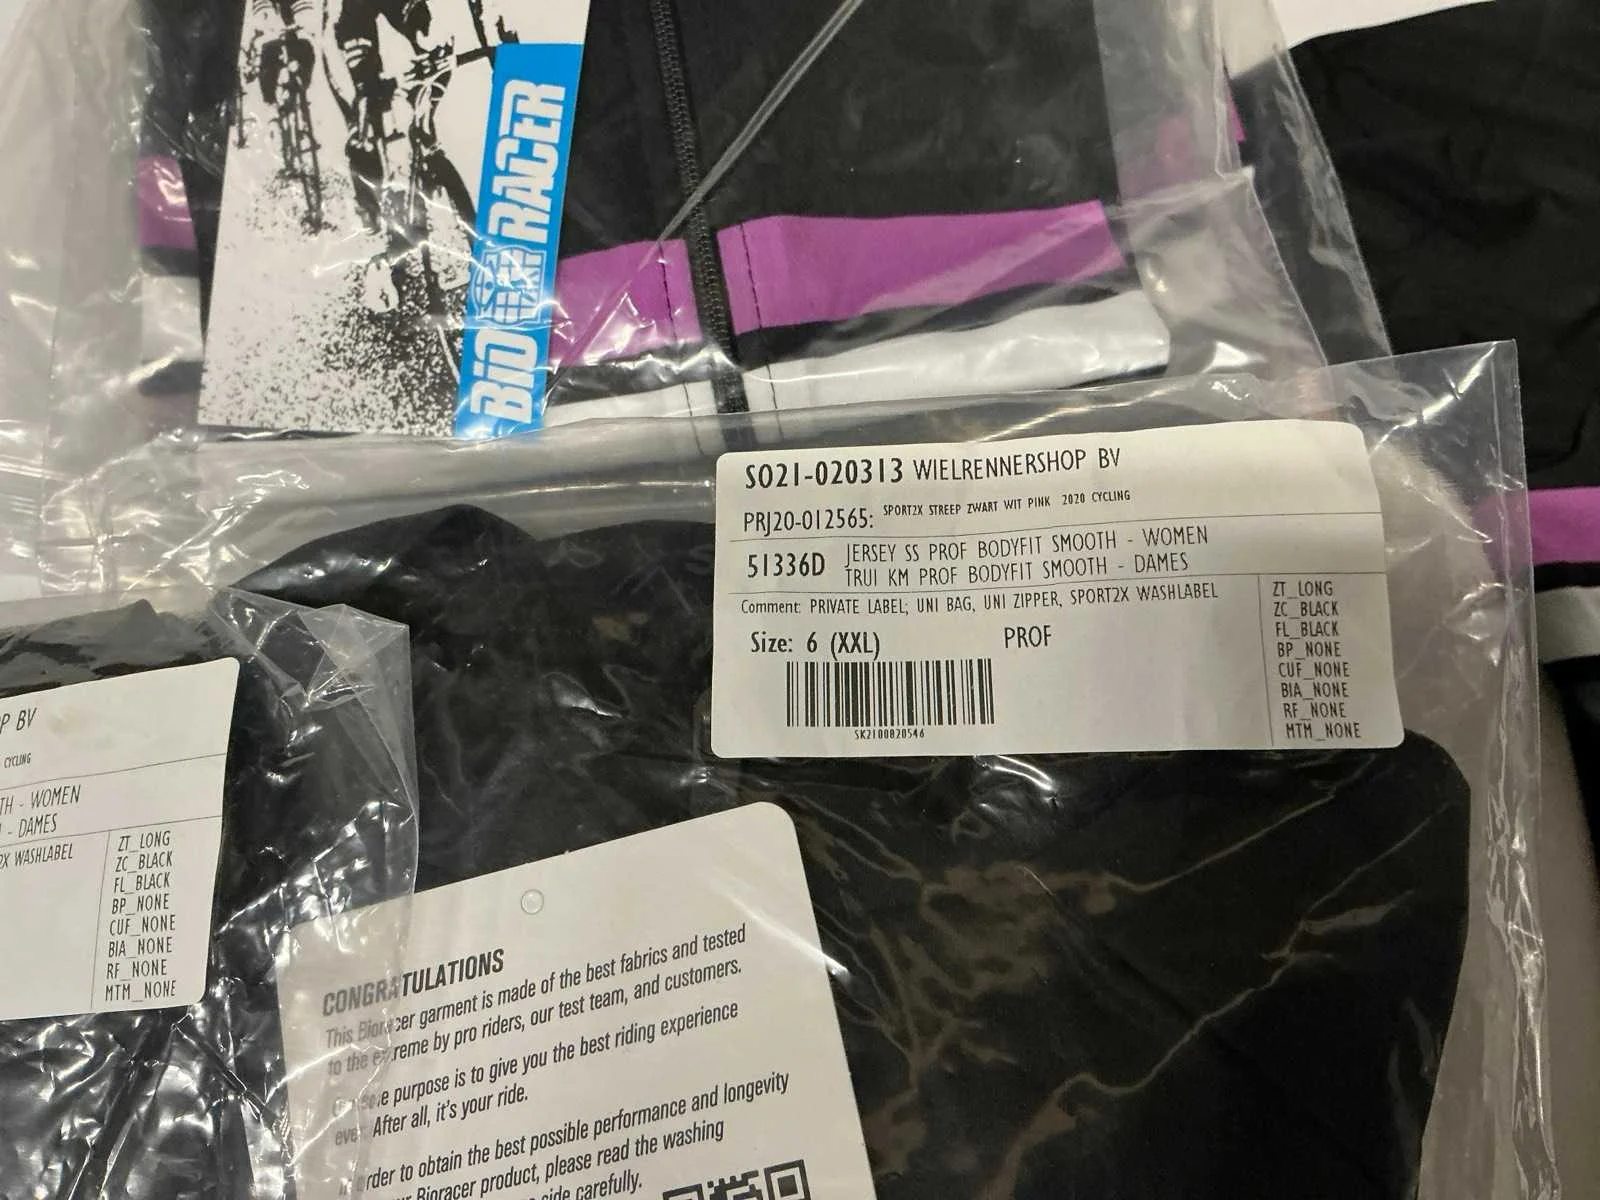 BIORACER
SO21-020313 WIELRENNERSHOP BV
PRJ20-012565: SPORT2X STREEP ZWART WIT PINK 2020 CYCLING
51336D JERSEY SS PROF BODYFIT SMOOTH - WOMEN
TRUI KM PROF BODYFIT SMOOTH - DAMES
Comment: PRIVATE LABEL; UNI BAG, UNI ZIPPER, SPORT2X WASHLABEL
Size: 6 (XXL) PROF
SK2100820546
ZT_LONG
ZC_BLACK
FL_BLACK
BP_NONE
CUF_NONE
BIA_NONE
RF_NONE
MTM_NONE
BV
CYCLING
- WOMEN
- DAMES
WASHLABEL
ZT_LONG
ZC_BLACK
FL_BLACK
BP_NONE
CUF_NONE
BIA_NONE
RF_NONE
MTM_NONE
CONGRATULATIONS
This Bioracer garment is made of the best fabrics and tested
to the extreme by pro riders, our test team, and customers.
purpose is to give you the best riding experience
After all, it's your ride.
order to obtain the best possible performance and longevity
Bioracer product, please read the washing
side carefully.